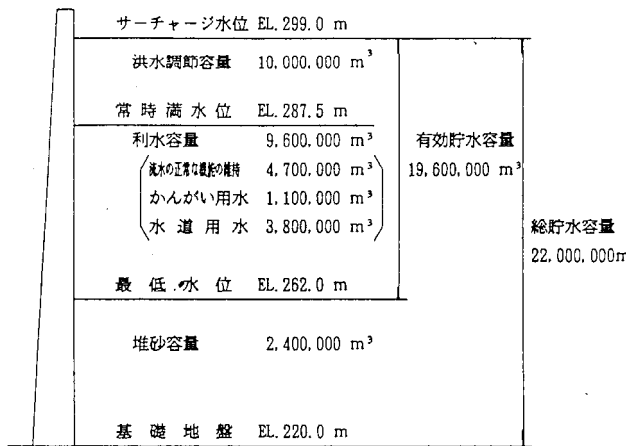 サーチャージ水位 EL.299.0 m
洪水調節容量 10,000,000 m³
常時満水位 EL.287.5 m
利水容量 9,600,000 m³
有効貯水容量
流水の正常な機能の維持 4,700,000 m³
19,600,000 m³
かんがい用水 1,100,000 m³
水道用水 3,800,000 m³
総貯水容量
22,000,000m
最低水位 EL.262.0 m
堆砂容量 2,400,000 m³
基礎地盤 EL.220.0 m